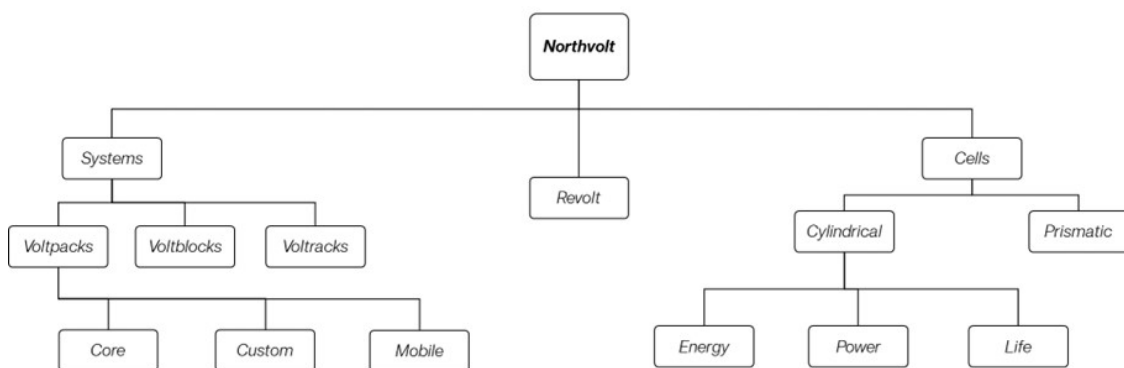 Northvolt
Systems
Cells
Revolt
Voltpacks
Voltblocks
Voltracks
Cylindrical
Prismatic
Core
Custom
Mobile
Energy
Power
Life